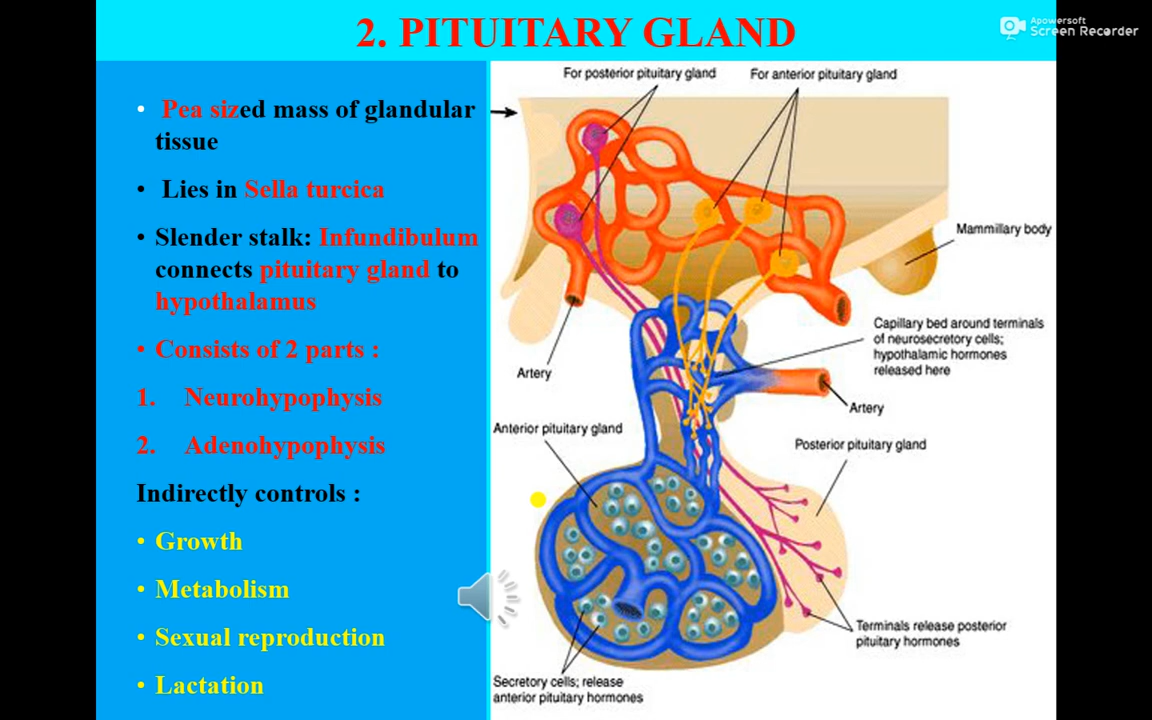 2. PITUITARY GLAND
Apowersoft
Screen Recorder
• Pea sized mass of glandular
tissue
• Lies in Sella turcica
• Slender stalk: Infundibulum
connects pituitary gland to
hypothalamus
• Consists of 2 parts :
1. Neurohypophysis
2. Adenohypophysis
Indirectly controls :
• Growth
• Metabolism
• Sexual reproduction
• Lactation
For posterior pituitary gland
For anterior pituitary gland
Mammillary body
Capillary bed around terminals
of neurosecretory cells;
hypothalamic hormones
released here
Artery
Artery
Anterior pituitary gland
Posterior pituitary gland
Terminals release posterior
pituitary hormones
Secretory cells; release
anterior pituitary hormones